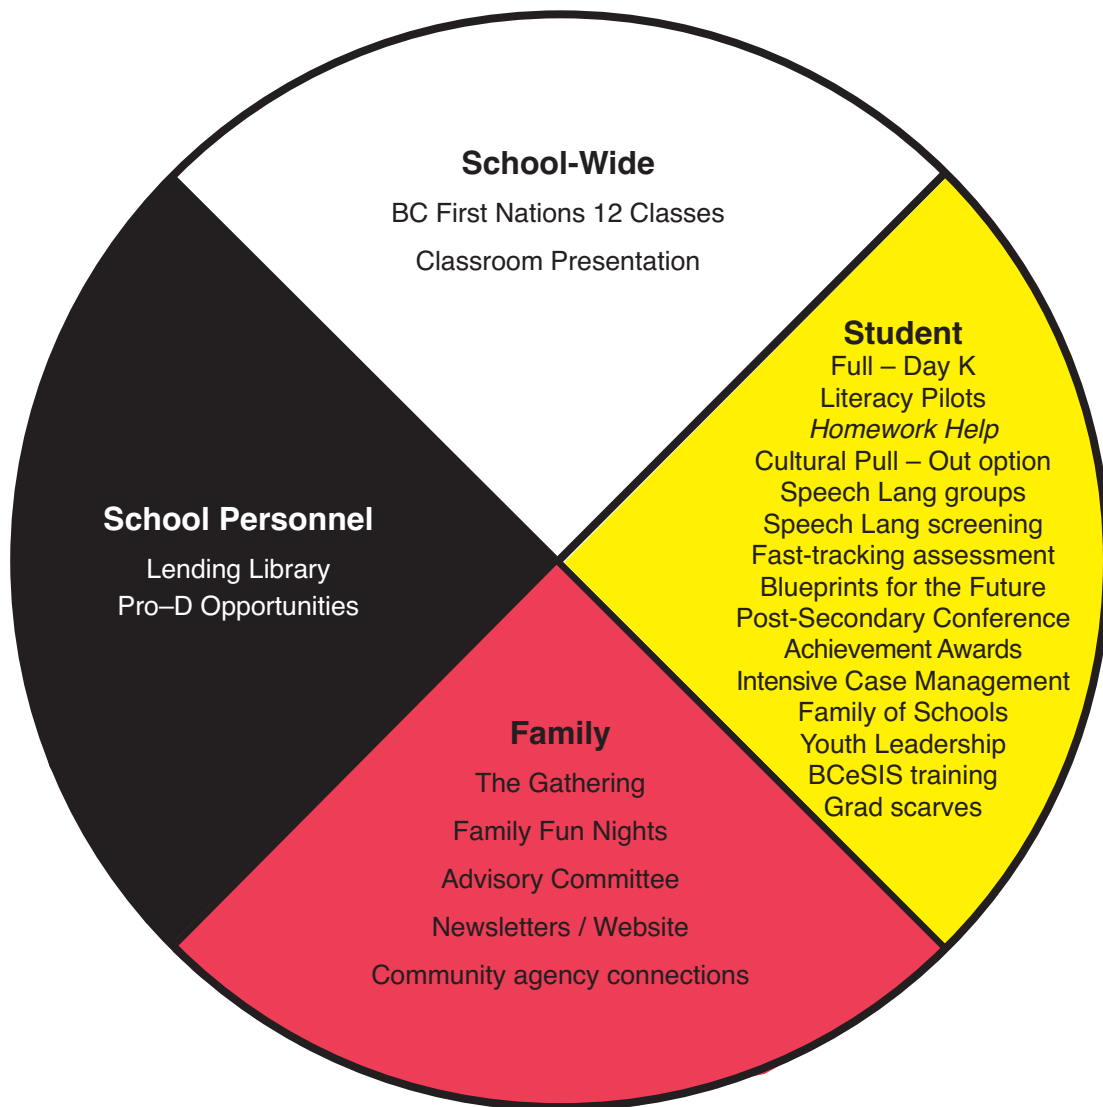 School-Wide
BC First Nations 12 Classes
Classroom Presentation
Student
Full – Day K
Literacy Pilots
Homework Help
Cultural Pull – Out option
Speech Lang groups
Speech Lang screening
Fast-tracking assessment
Blueprints for the Future
Post-Secondary Conference
Achievement Awards
Intensive Case Management
Family of Schools
Youth Leadership
BCeSIS training
Grad scarves
School Personnel
Lending Library
Pro–D Opportunities
Family
The Gathering
Family Fun Nights
Advisory Committee
Newsletters / Website
Community agency connections